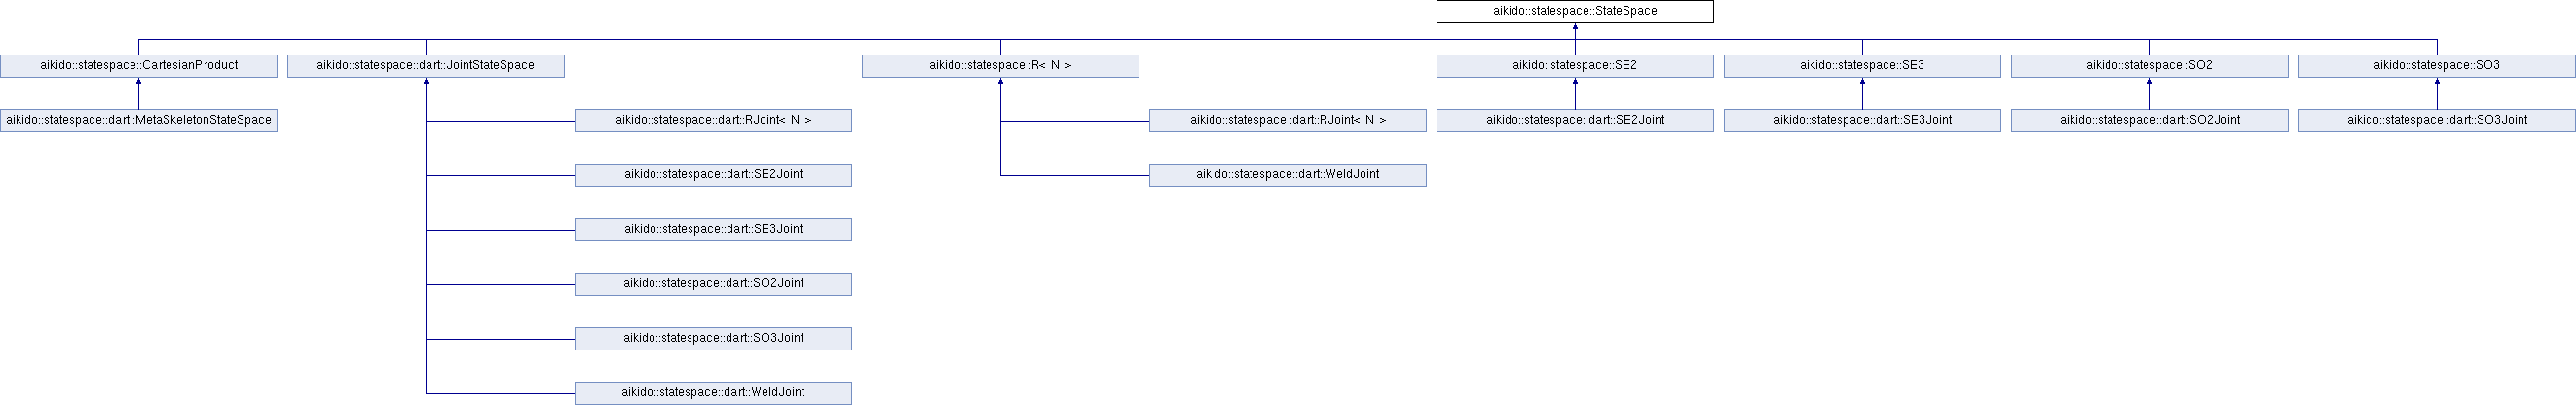 aikido::statespace::StateSpace
aikido::statespace::CartesianProduct
aikido::statespace::dart::JointStateSpace
aikido::statespace::R< N >
aikido::statespace::SE2
aikido::statespace::SE3
aikido::statespace::SO2
aikido::statespace::SO3
aikido::statespace::dart::MetaSkeletonStateSpace
aikido::statespace::dart::RJoint< N >
aikido::statespace::dart::RJoint< N >
aikido::statespace::dart::SE2Joint
aikido::statespace::dart::SE3Joint
aikido::statespace::dart::SO2Joint
aikido::statespace::dart::SO3Joint
aikido::statespace::dart::SE2Joint
aikido::statespace::dart::WeldJoint
aikido::statespace::dart::SE3Joint
aikido::statespace::dart::SO2Joint
aikido::statespace::dart::SO3Joint
aikido::statespace::dart::WeldJoint